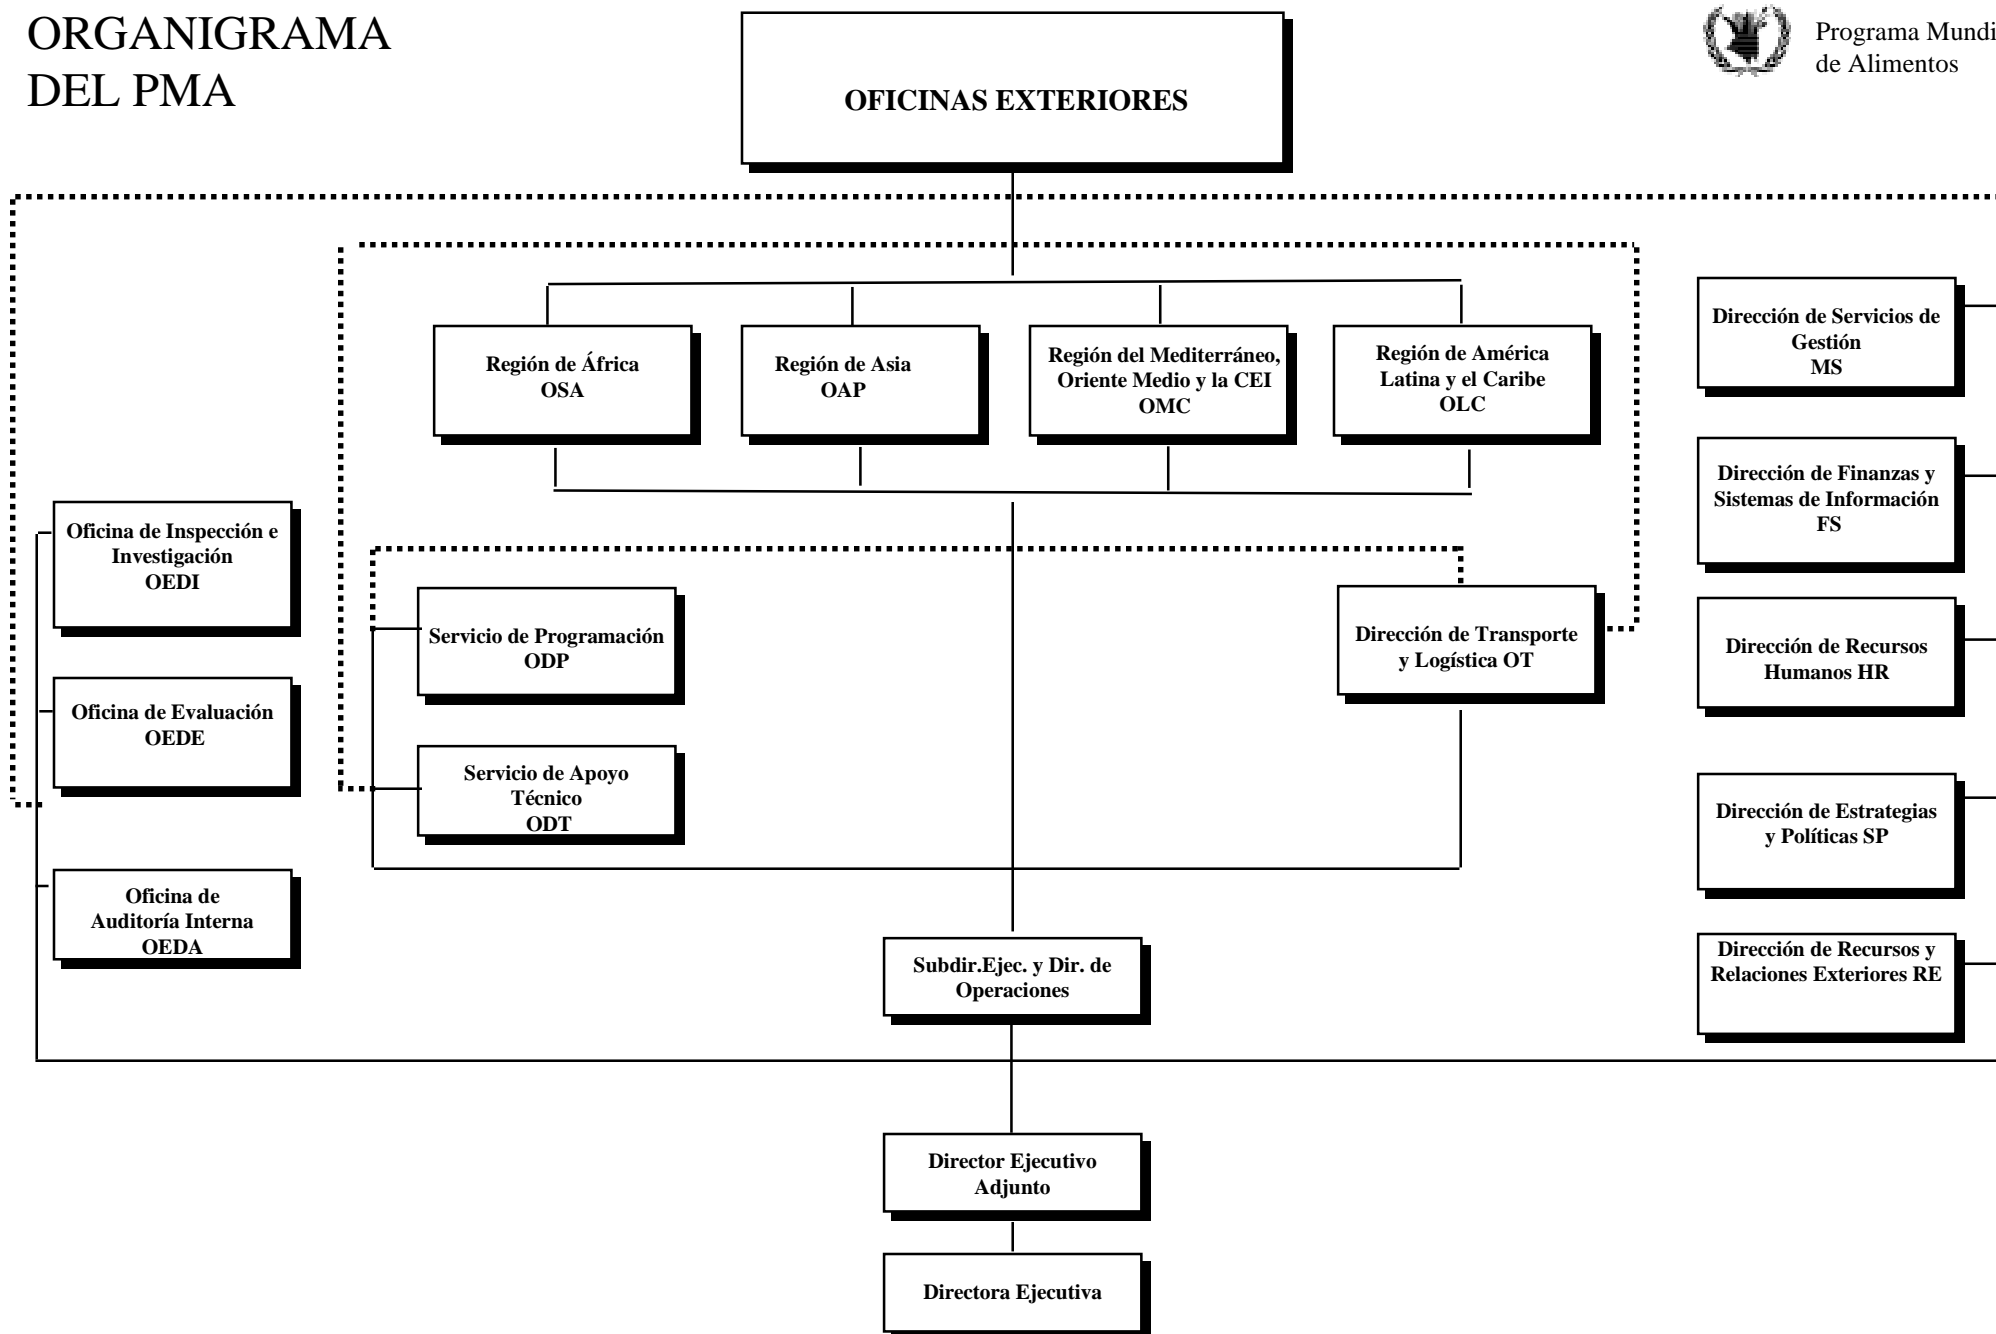 ORGANIGRAMA
DEL PMA
OFICINAS EXTERIORES
Programa Mundi
de Alimentos
Región de África
OSA
Región de Asia
OAP
Región del Mediterráneo,
Oriente Medio y la CEI
OMC
Región de América
Latina y el Caribe
OLC
Dirección de Servicios de
Gestión
MS
Dirección de Finanzas y
Sistemas de Información
FS
Oficina de Inspección e
Investigación
OEDI
Servicio de Programación
ODP
Dirección de Transporte
y Logística OT
Dirección de Recursos
Humanos HR
Oficina de Evaluación
OEDE
Servicio de Apoyo
Técnico
ODT
Dirección de Estrategias
y Políticas SP
Oficina de
Auditoría Interna
OEDA
Subdir.Ejec. y Dir. de
Operaciones
Dirección de Recursos y
Relaciones Exteriores RE
Director Ejecutivo
Adjunto
Directora Ejecutiva